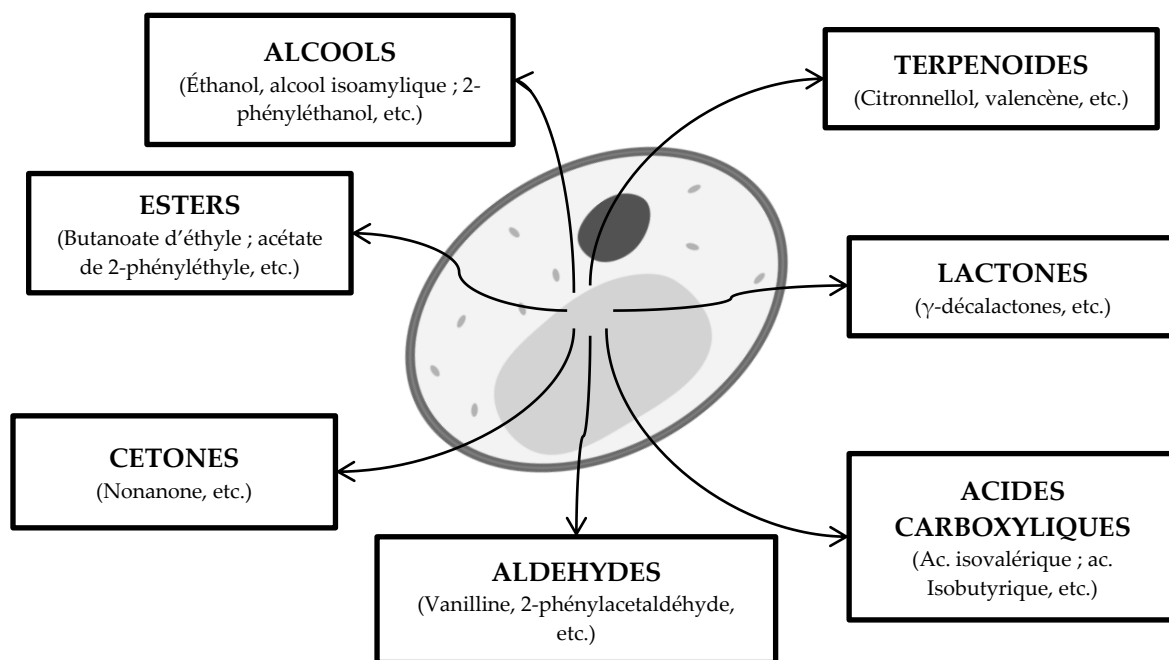 ALCOOLS
(Éthanol, alcool isoamylique ; 2-
phényléthanol, etc.)
TERPENOIDES
(Citronnellol, valencène, etc.)
ESTERS
(Butanoate d’éthyle ; acétate
de 2-phényléthyle, etc.)
LACTONES
(γ-décalactones, etc.)
CETONES
(Nonanone, etc.)
ACIDES
CARBOXYLIQUES
(Ac. isovalérique ; ac.
Isobutyrique, etc.)
ALDEHYDES
(Vanilline, 2-phénylacetaldéhyde,
etc.)